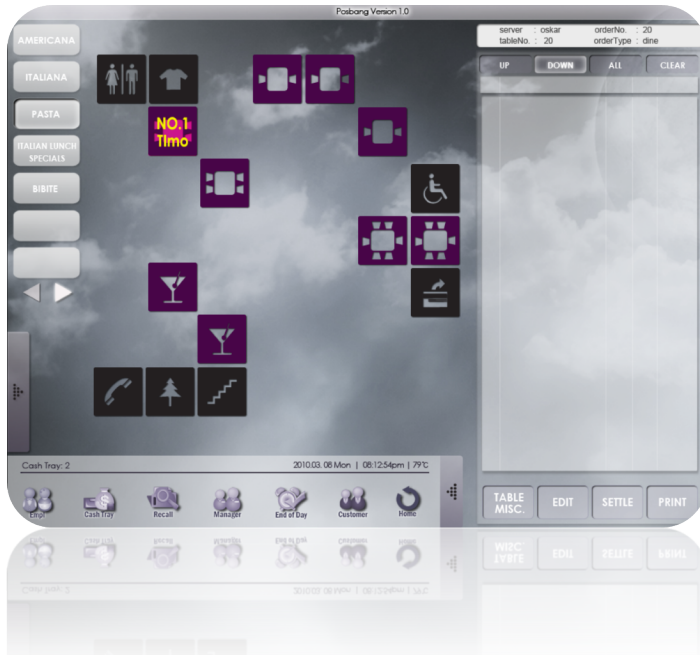 Posbang Version 1.0
AMERICANA
ITALIANA
PASTA
ITALIAN LUNCH
SPECIALS
BIBITE
NO.1
Timo
server : oskar orderNo. : 20
tableNo. : 20 orderType : dine
UP DOWN ALL CLEAR
Cash Tray: 2 2010.03. 08 Mon | 08:12:54pm | 79℃
Empl Cash Tray Recall Manager End of Day Customer Home
TABLE
MISC. EDIT SETTLE PRINT